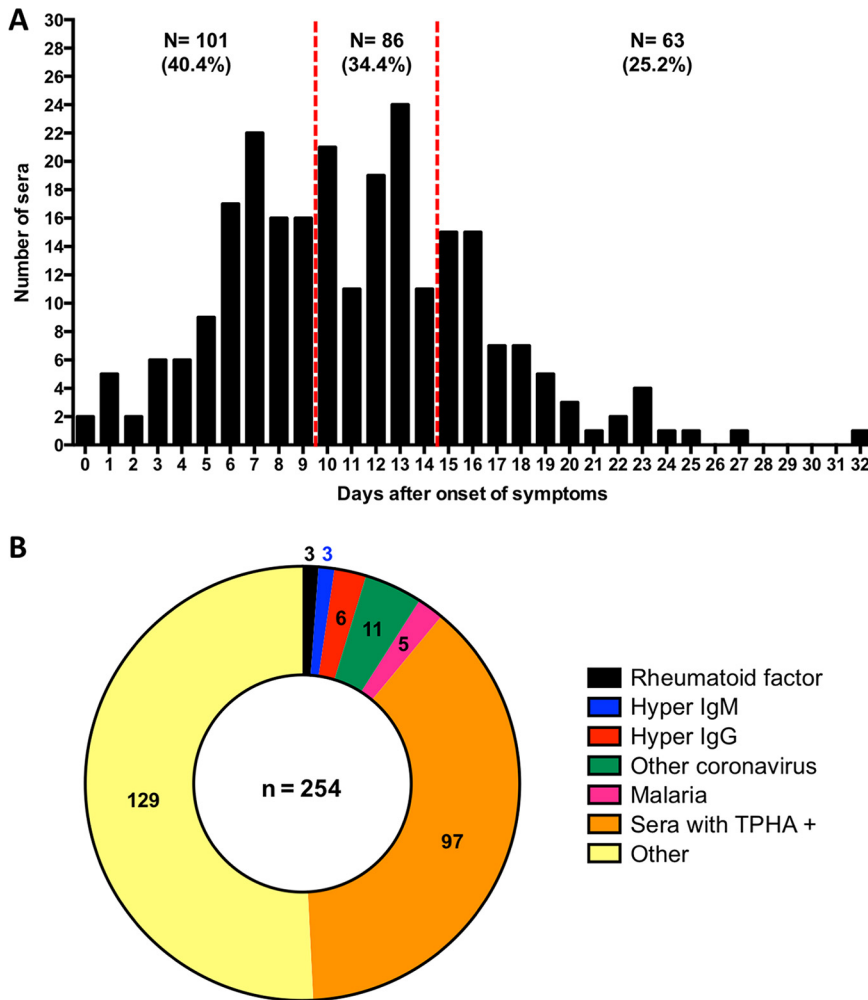 A
N= 101
(40.4%)
N= 86
(34.4%)
N= 63
(25.2%)
30
28
26
24
22
20
18
16
14
12
10
8
6
4
2
0
Number of sera
0 1 2 3 4 5 6 7 8 9 10 11 12 13 14 15 16 17 18 19 20 21 22 23 24 25 26 27 28 29 30 31 32
Days after onset of symptoms
B
3 3
6
11
5
97
129
n = 254
Rheumatoid factor
Hyper IgM
Hyper IgG
Other coronavirus
Malaria
Sera with TPHA +
Other